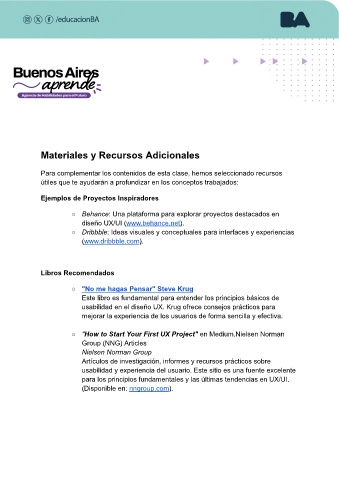 /educacionBA
BA
Buenos Aires
aprende
Agencia de Habilidades para el Futuro
Materiales y Recursos Adicionales
Para complementar los contenidos de esta clase, hemos seleccionado recursos
útiles que te ayudarán a profundizar en los conceptos trabajados:
Ejemplos de Proyectos Inspiradores
○ Behance: Una plataforma para explorar proyectos destacados en
diseño UX/UI (www.behance.net).
○ Dribbble: Ideas visuales y conceptuales para interfaces y experiencias
(www.dribbble.com).
Libros Recomendados
○ "No me hagas Pensar" Steve Krug
Este libro es fundamental para entender los principios básicos de
usabilidad en el diseño UX. Krug ofrece consejos prácticos para
mejorar la experiencia de los usuarios de forma sencilla y efectiva.
○ "How to Start Your First UX Project" en Medium.Nielsen Norman
Group (NNG) Articles
Nielsen Norman Group
Artículos de investigación, informes y recursos prácticos sobre
usabilidad y experiencia del usuario. Este sitio es una fuente excelente
para los principios fundamentales y las últimas tendencias en UX/UI.
(Disponible en: nngroup.com).